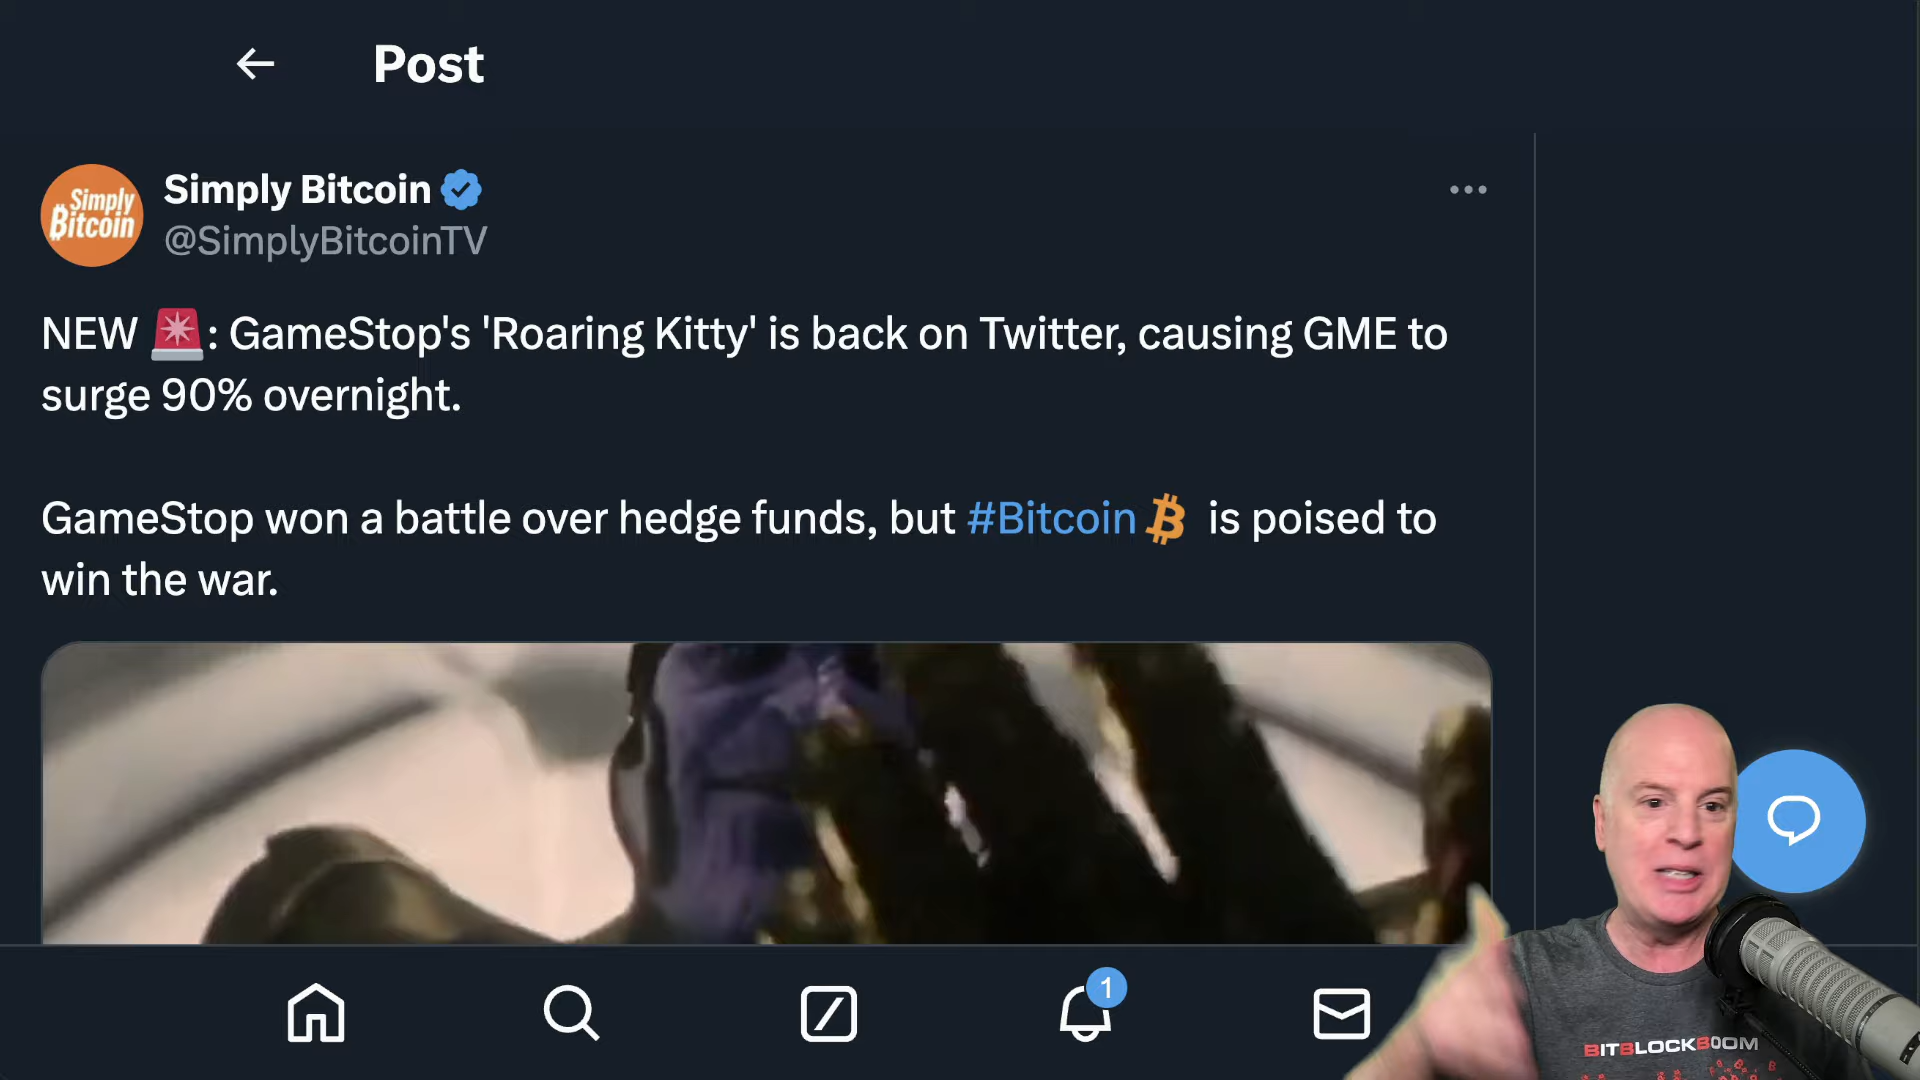 Post
Simply
Bitcoin
Simply Bitcoin
@SimplyBitcoinTV
NEW 🚨: GameStop's 'Roaring Kitty' is back on Twitter, causing GME to
surge 90% overnight.
GameStop won a battle over hedge funds, but #Bitcoin is poised to
win the war.
1
BITBLOCKBOOM